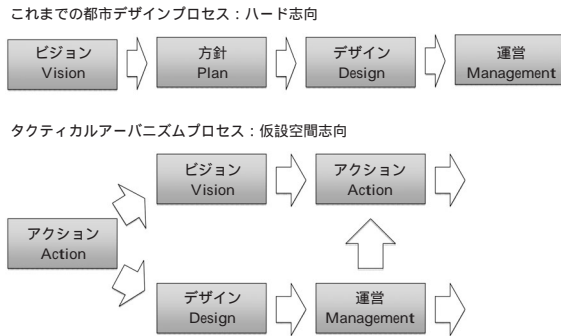 これまでの都市デザインプロセス：ハード志向
ビジョン
Vision
方針
Plan
デザイン
Design
運営
Management
タクティカルアーバニズムプロセス：仮設空間志向
ビジョン
Vision
アクション
Action
アクション
Action
デザイン
Design
運営
Management